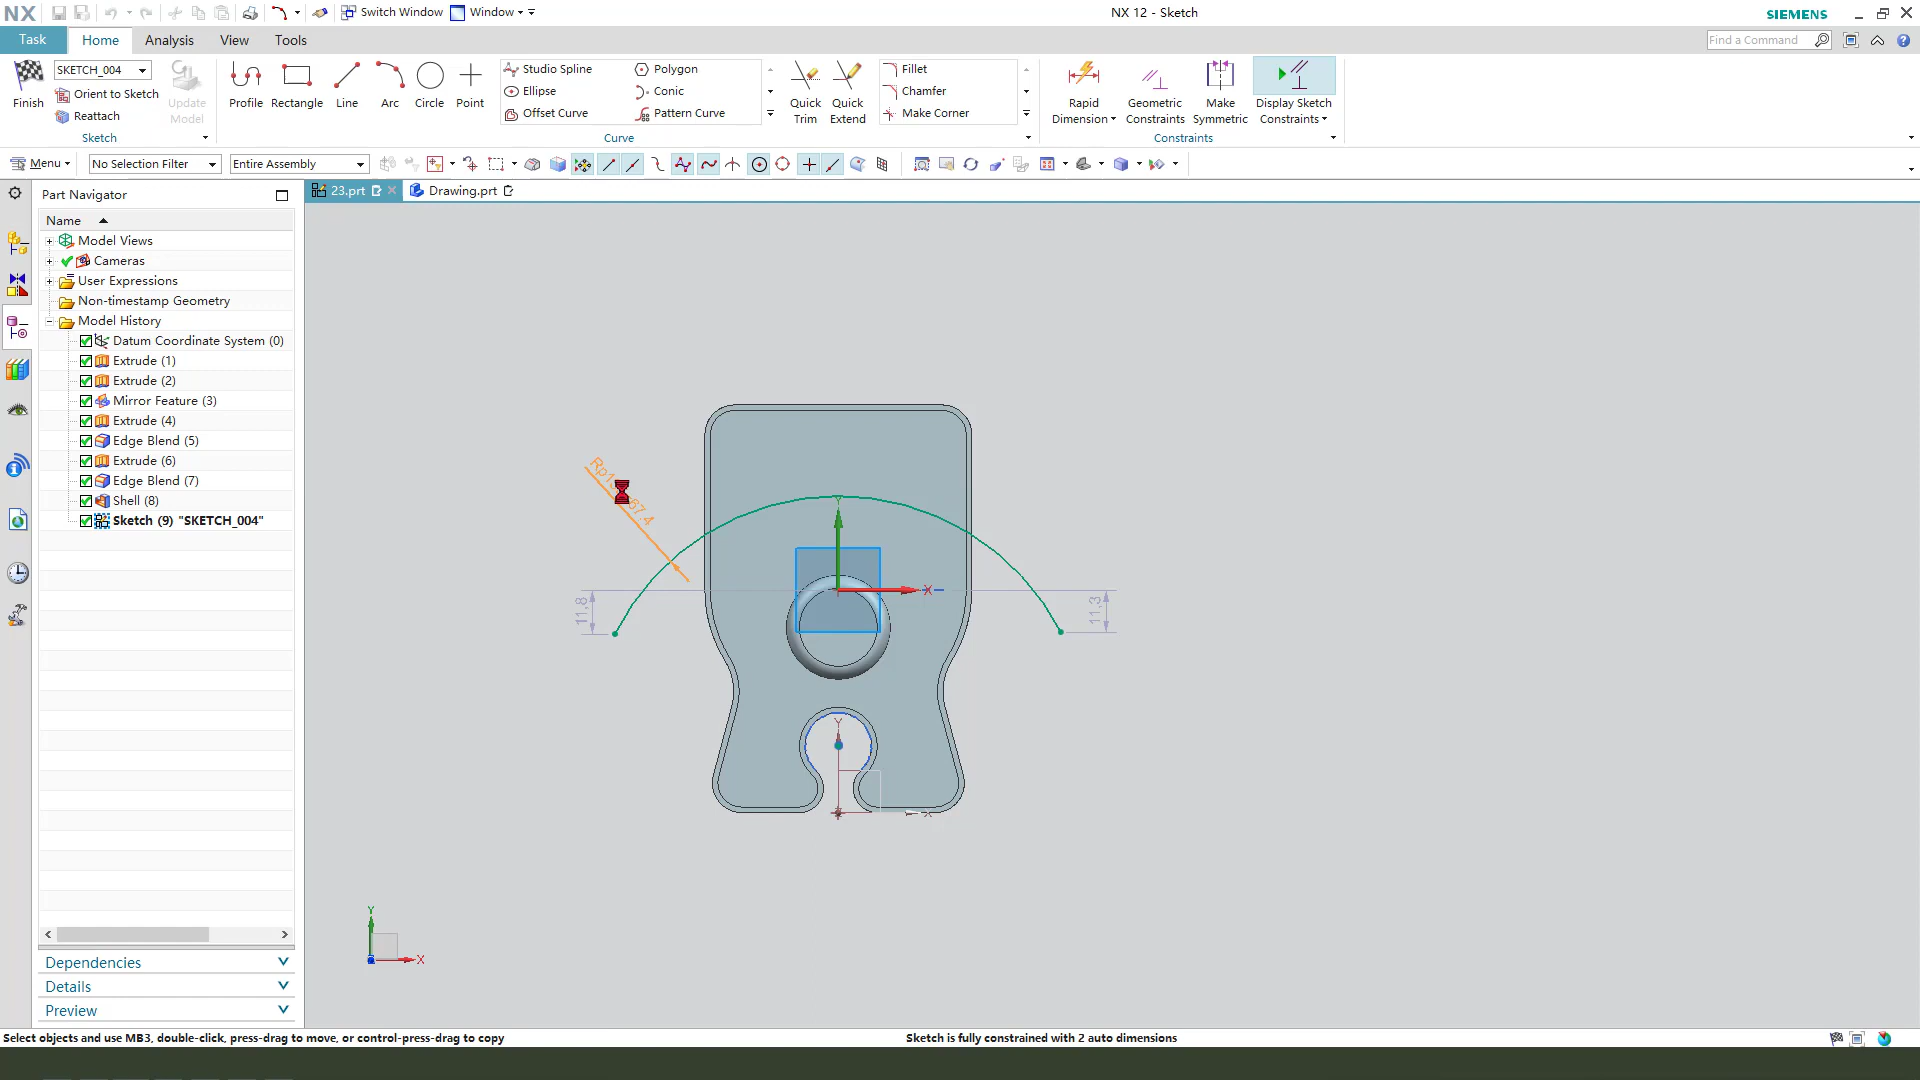 NX
Switch Window
Window
NX 12 - Sketch
SIEMENS
Task
Home
Analysis
View
Tools
Find a Command
Finish
SKETCH_004
Orient to Sketch
Reattach
Update Model
Profile
Rectangle
Line
Arc
Circle
Point
Studio Spline
Ellipse
Offset Curve
Polygon
Conic
Pattern Curve
Quick Trim
Quick Extend
Fillet
Chamfer
Make Corner
Rapid Dimension
Geometric Constraints
Make Symmetric
Display Sketch Constraints
Sketch
Curve
Constraints
Menu
No Selection Filter
Entire Assembly
Part Navigator
23.prt
Drawing.prt
Name
Model Views
Cameras
User Expressions
Non-timestamp Geometry
Model History
Datum Coordinate System (0)
Extrude (1)
Extrude (2)
Mirror Feature (3)
Extrude (4)
Edge Blend (5)
Extrude (6)
Edge Blend (7)
Shell (8)
Sketch (9) "SKETCH_004"
Y
X
11,8
11,3
Y
X
Y
X
Dependencies
Details
Preview
Select objects and use MB3, double-click, press-drag to move, or control-press-drag to copy
Sketch is fully constrained with 2 auto dimensions